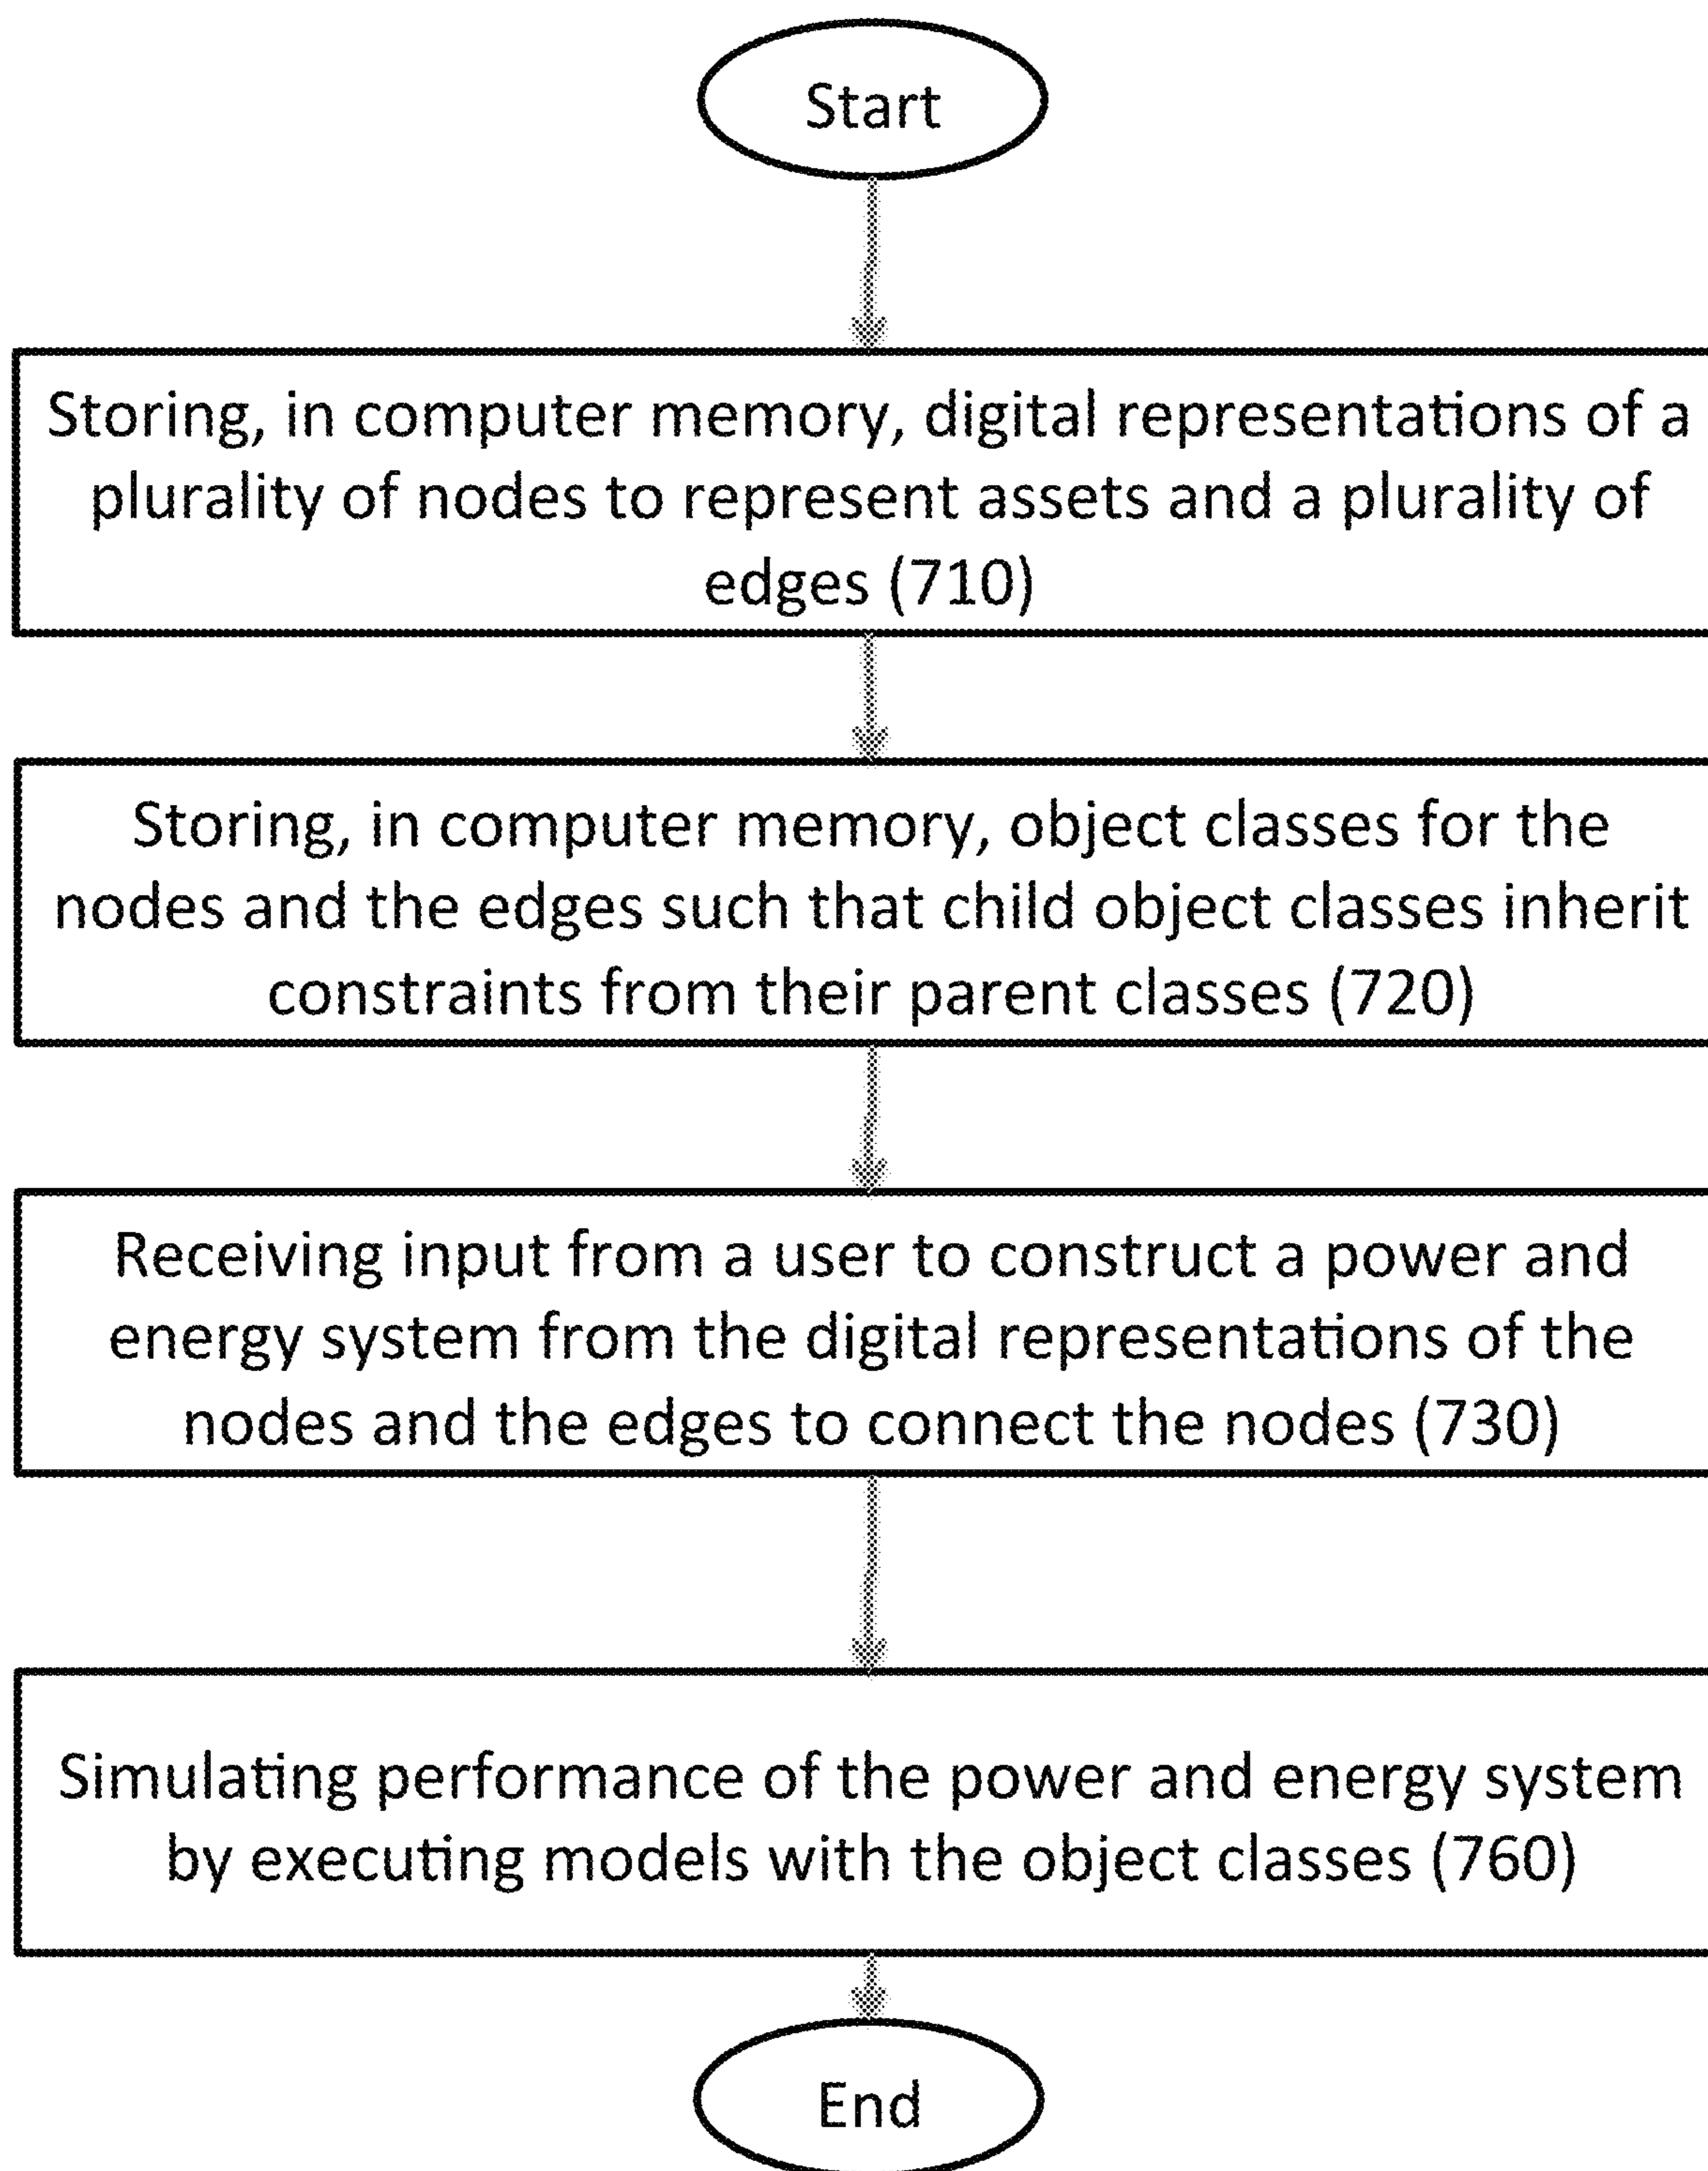 Start
Storing, in computer memory, digital representations of a
plurality of nodes to represent assets and a plurality of
edges (710)
Storing, in computer memory, object classes for the
nodes and the edges such that child object classes inherit
constraints from their parent classes (720)
Receiving input from a user to construct a power and
energy system from the digital representations of the
nodes and the edges to connect the nodes (730)
Simulating performance of the power and energy system
by executing models with the object classes (760)
End